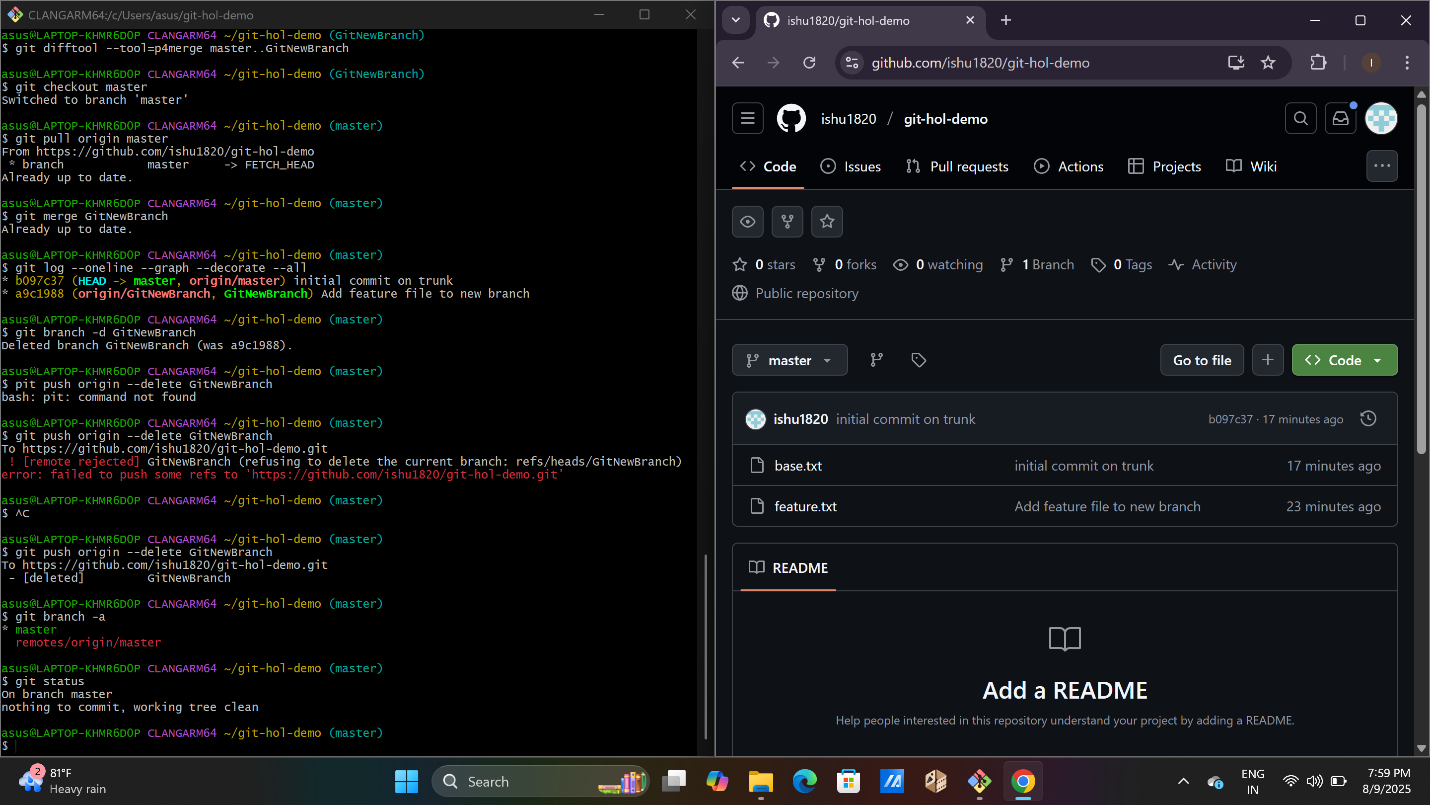 CLANGARM64:/c/Users/asus/git-hol-demo
asus@LAPTOP-KHMR6D0P CLANGARM64 ~/git-hol-demo (GitNewBranch)
$ git difftool --tool=p4merge master..GitNewBranch
asus@LAPTOP-KHMR6D0P CLANGARM64 ~/git-hol-demo (GitNewBranch)
$ git checkout master
Switched to branch 'master'
asus@LAPTOP-KHMR6D0P CLANGARM64 ~/git-hol-demo (master)
$ git pull origin master
From https://github.com/ishu1820/git-hol-demo
 * branch            master     -> FETCH_HEAD
Already up to date.
asus@LAPTOP-KHMR6D0P CLANGARM64 ~/git-hol-demo (master)
$ git merge GitNewBranch
Already up to date.
asus@LAPTOP-KHMR6D0P CLANGARM64 ~/git-hol-demo (master)
$ git log --oneline --graph --decorate --all
* b097c37 (HEAD -> master, origin/master) initial commit on trunk
* a9c1988 (origin/GitNewBranch, GitNewBranch) Add feature file to new branch
asus@LAPTOP-KHMR6D0P CLANGARM64 ~/git-hol-demo (master)
$ git branch -d GitNewBranch
Deleted branch GitNewBranch (was a9c1988).
asus@LAPTOP-KHMR6D0P CLANGARM64 ~/git-hol-demo (master)
$ pit push origin --delete GitNewBranch
bash: pit: command not found
asus@LAPTOP-KHMR6D0P CLANGARM64 ~/git-hol-demo (master)
$ git push origin --delete GitNewBranch
To https://github.com/ishu1820/git-hol-demo.git
 ! [remote rejected] GitNewBranch (refusing to delete the current branch: refs/heads/GitNewBranch)
error: failed to push some refs to 'https://github.com/ishu1820/git-hol-demo.git'
asus@LAPTOP-KHMR6D0P CLANGARM64 ~/git-hol-demo (master)
$ ^C
asus@LAPTOP-KHMR6D0P CLANGARM64 ~/git-hol-demo (master)
$ git push origin --delete GitNewBranch
To https://github.com/ishu1820/git-hol-demo.git
 - [deleted]         GitNewBranch
asus@LAPTOP-KHMR6D0P CLANGARM64 ~/git-hol-demo (master)
$ git branch -a
* master
  remotes/origin/master
asus@LAPTOP-KHMR6D0P CLANGARM64 ~/git-hol-demo (master)
$ git status
On branch master
nothing to commit, working tree clean
asus@LAPTOP-KHMR6D0P CLANGARM64 ~/git-hol-demo (master)
$
ishu1820/git-hol-demo
github.com/ishu1820/git-hol-demo
I
ishu1820 / git-hol-demo
Code Issues Pull requests Actions Projects Wiki
0 stars 0 forks 0 watching 1 Branch 0 Tags Activity
Public repository
master Go to file Code
ishu1820 initial commit on trunk b097c37 · 17 minutes ago
base.txt initial commit on trunk 17 minutes ago
feature.txt Add feature file to new branch 23 minutes ago
README
Add a README
Help people interested in this repository understand your project by adding a README.
2
81°F
Heavy rain
Search
ENG
IN
7:59 PM
8/9/2025